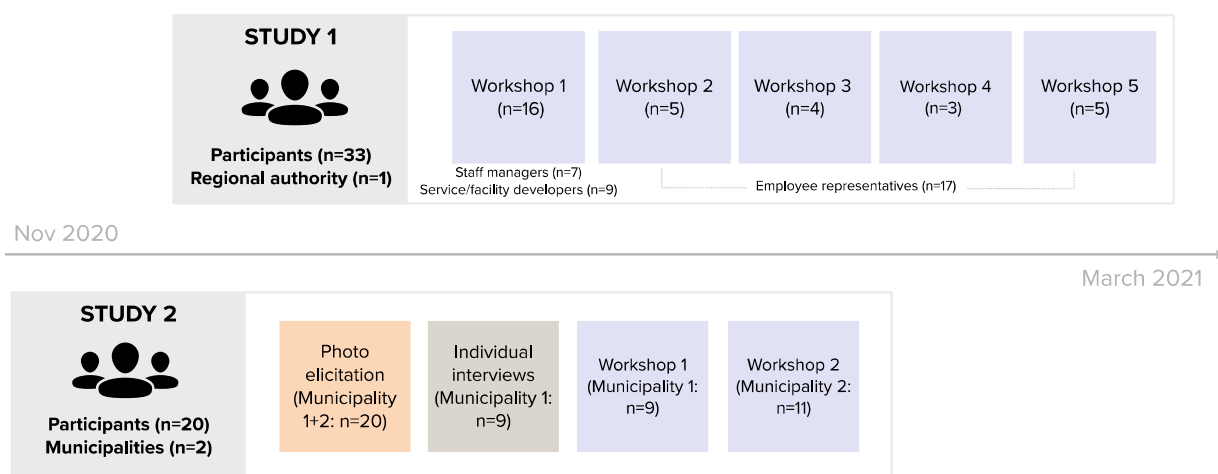 STUDY 1
Participants (n=33)
Regional authority (n=1)
Workshop 1
(n=16)
Workshop 2
(n=5)
Workshop 3
(n=4)
Workshop 4
(n=3)
Workshop 5
(n=5)
Staff managers (n=7)
Service/facility developers (n=9)
Employee representatives (n=17)
Nov 2020
March 2021
STUDY 2
Participants (n=20)
Municipalities (n=2)
Photo
elicitation
(Municipality
1+2: n=20)
Individual
interviews
(Municipality 1:
n=9)
Workshop 1
(Municipality 1:
n=9)
Workshop 2
(Municipality 2:
n=11)